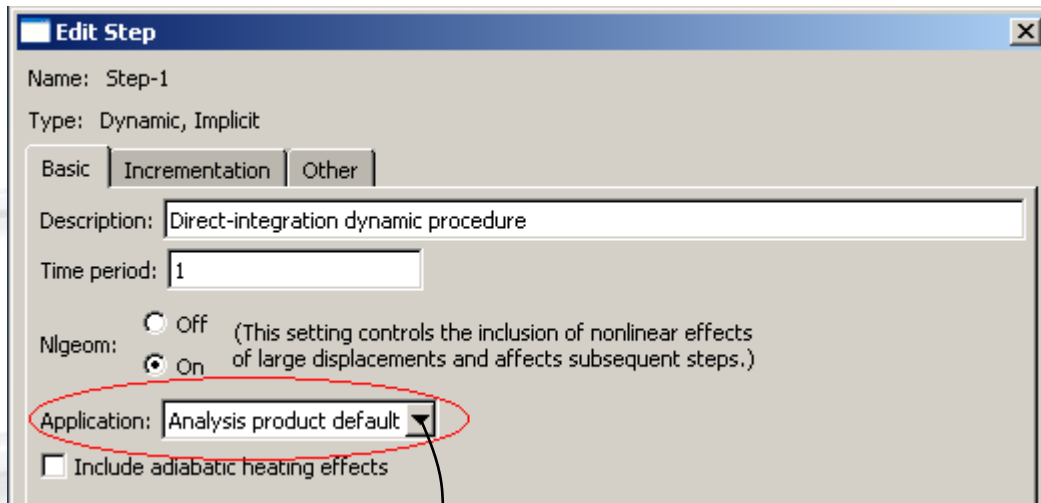 Edit Step
Name: Step-1
Type: Dynamic, Implicit
Basic Incrementation Other
Description: Direct-integration dynamic procedure
Time period: 1
Nlgeom:
Off
On
(This setting controls the inclusion of nonlinear effects
of large displacements and affects subsequent steps.)
Application: Analysis product default
Include adiabatic heating effects